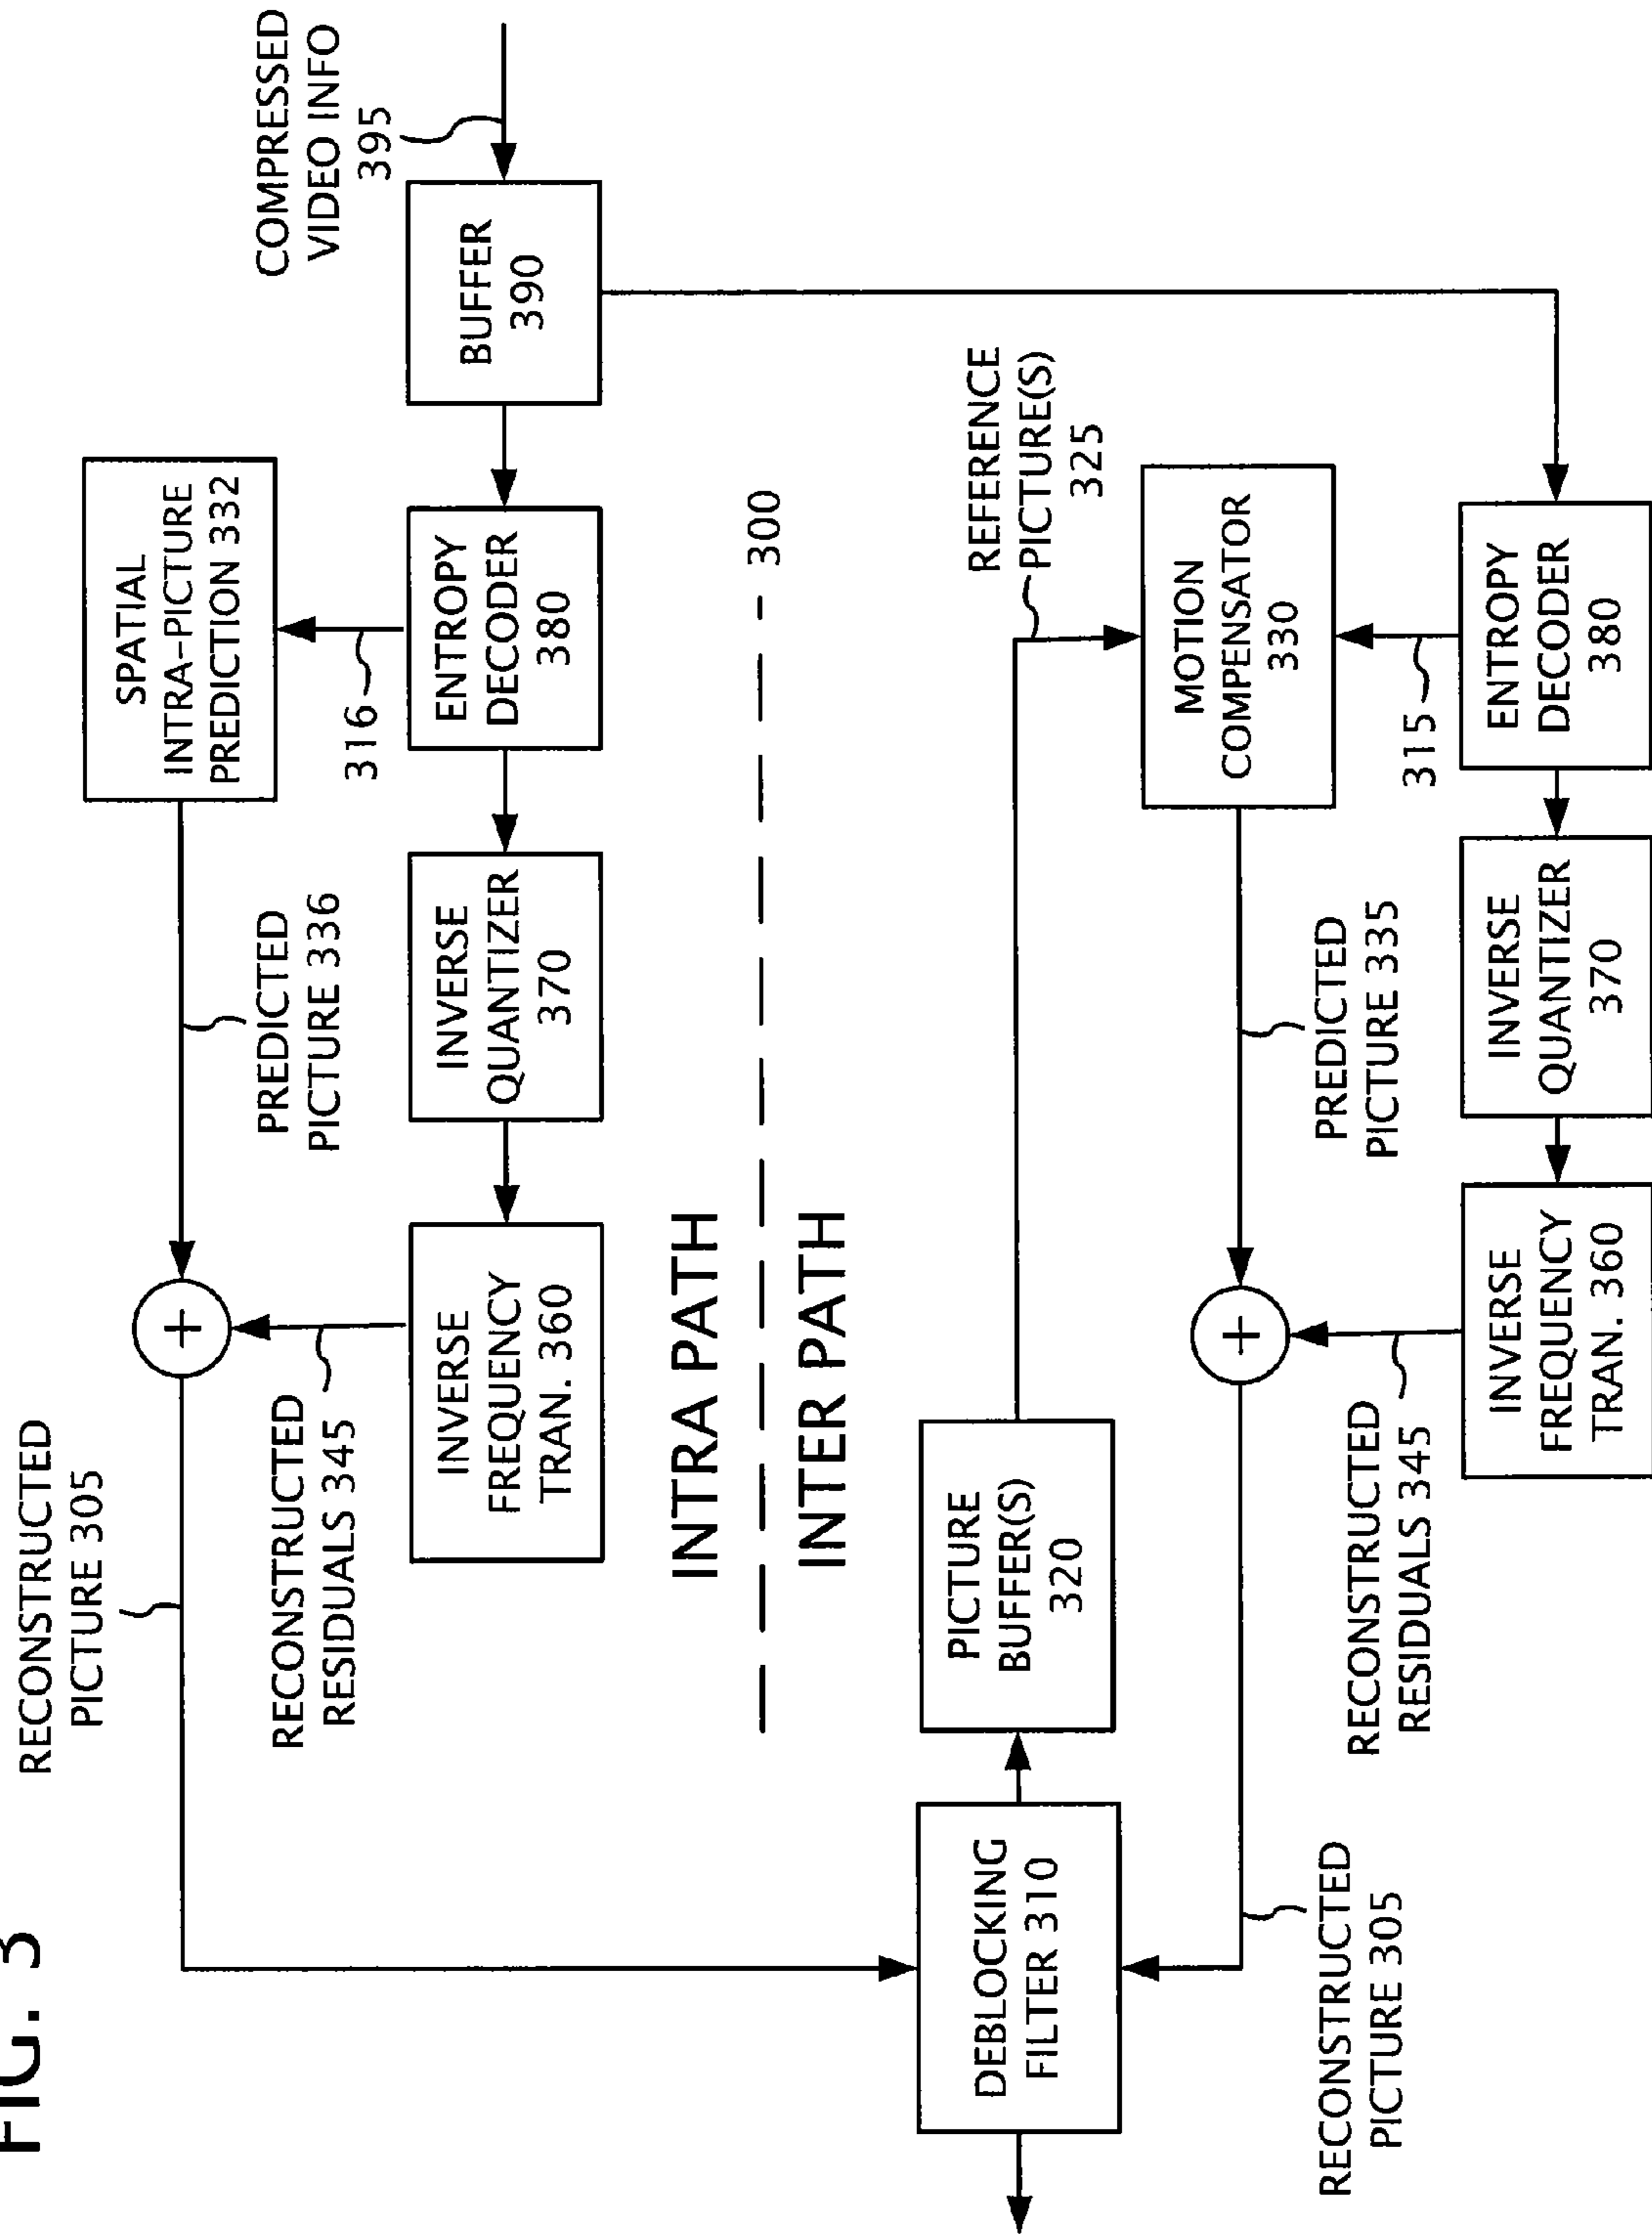 FIG. 3
RECONSTRUCTED
PICTURE 305
SPATIAL
INTRA-PICTURE
PREDICTION 332
PREDICTED
PICTURE 336
COMPRESSED
VIDEO INFO
395
RECONSTRUCTED
RESIDUALS 345
316
INVERSE
FREQUENCY
TRAN. 360
INVERSE
QUANTIZER
370
ENTROPY
DECODER
380
BUFFER
390
INTRA PATH
300
INTER PATH
DEBLOCKING
FILTER 310
PICTURE
BUFFER(S)
320
REFERENCE
PICTURE(S)
325
MOTION
COMPENSATOR
330
RECONSTRUCTED
PICTURE 305
RECONSTRUCTED
RESIDUALS 345
PREDICTED
PICTURE 335
315
INVERSE
FREQUENCY
TRAN. 360
INVERSE
QUANTIZER
370
ENTROPY
DECODER
380